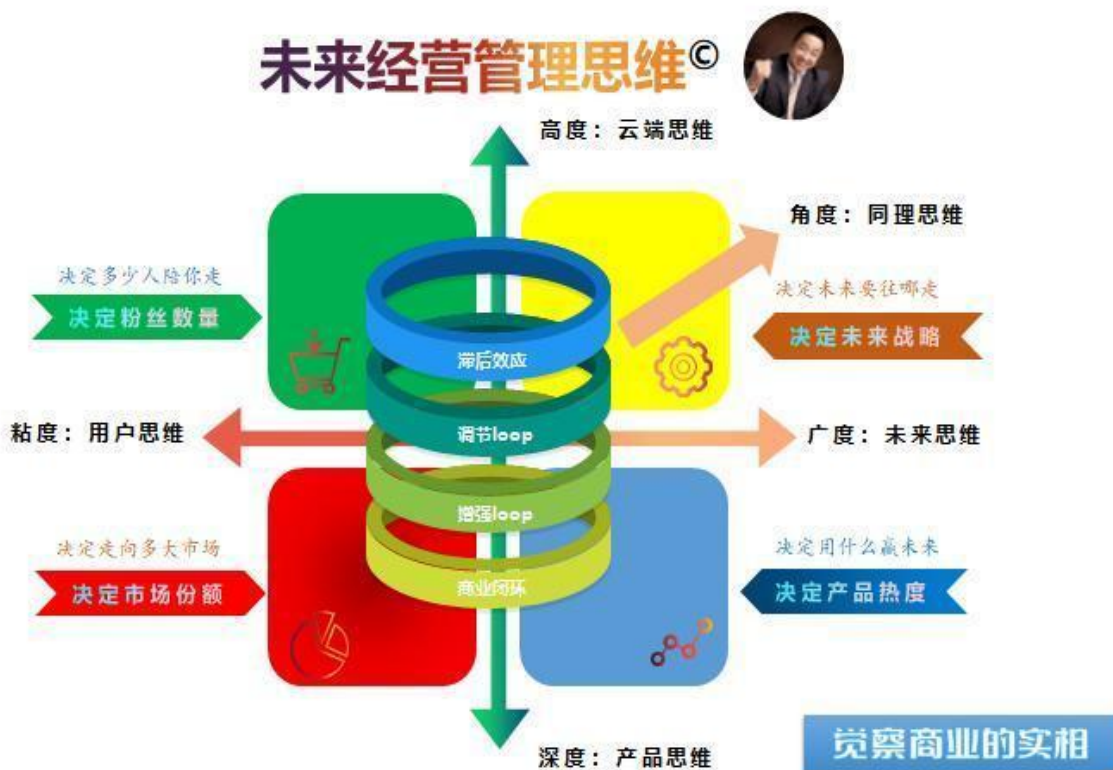 未来经营管理思维©
高度：云端思维
角度：同理思维
决定多少人陪你走
决定粉丝数量
决定未来要往哪走
决定未来战略
滞后效应
粘度：用户思维
调节loop
广度：未来思维
增强loop
决定走向多大市场
决定市场份额
决定用什么赢未来
决定产品热度
商业闭环
深度：产品思维
觉察商业的实相